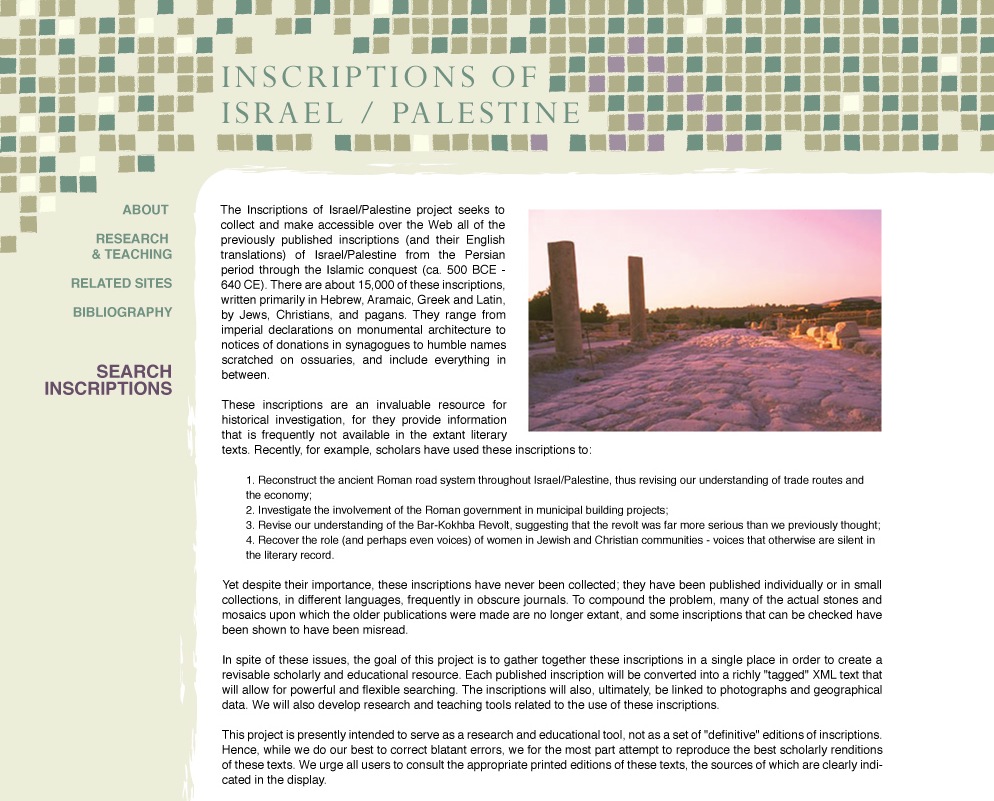 INSCRIPTIONS OF
ISRAEL / PALESTINE
ABOUT
RESEARCH
& TEACHING
RELATED SITES
BIBLIOGRAPHY
SEARCH
INSCRIPTIONS
The Inscriptions of Israel/Palestine project seeks to
collect and make accessible over the Web all of the
previously published inscriptions (and their English
translations) of Israel/Palestine from the Persian
period through the Islamic conquest (ca. 500 BCE -
640 CE). There are about 15,000 of these inscriptions,
written primarily in Hebrew, Aramaic, Greek and Latin,
by Jews, Christians, and pagans. They range from
imperial declarations on monumental architecture to
notices of donations in synagogues to humble names
scratched on ossuaries, and include everything in
between.
These inscriptions are an invaluable resource for
historical investigation, for they provide information
that is frequently not available in the extant literary
texts. Recently, for example, scholars have used these inscriptions to:
1. Reconstruct the ancient Roman road system throughout Israel/Palestine, thus revising our understanding of trade routes and
the economy;
2. Investigate the involvement of the Roman government in municipal building projects;
3. Revise our understanding of the Bar-Kokhba Revolt, suggesting that the revolt was far more serious than we previously thought;
4. Recover the role (and perhaps even voices) of women in Jewish and Christian communities - voices that otherwise are silent in
the literary record.
Yet despite their importance, these inscriptions have never been collected; they have been published individually or in small
collections, in different languages, frequently in obscure journals. To compound the problem, many of the actual stones and
mosaics upon which the older publications were made are no longer extant, and some inscriptions that can be checked have
been shown to have been misread.
In spite of these issues, the goal of this project is to gather together these inscriptions in a single place in order to create a
revisable scholarly and educational resource. Each published inscription will be converted into a richly "tagged" XML text that
will allow for powerful and flexible searching. The inscriptions will also, ultimately, be linked to photographs and geographical
data. We will also develop research and teaching tools related to the use of these inscriptions.
This project is presently intended to serve as a research and educational tool, not as a set of "definitive" editions of inscriptions.
Hence, while we do our best to correct blatant errors, we for the most part attempt to reproduce the best scholarly renditions
of these texts. We urge all users to consult the appropriate printed editions of these texts, the sources of which are clearly indi-
cated in the display.